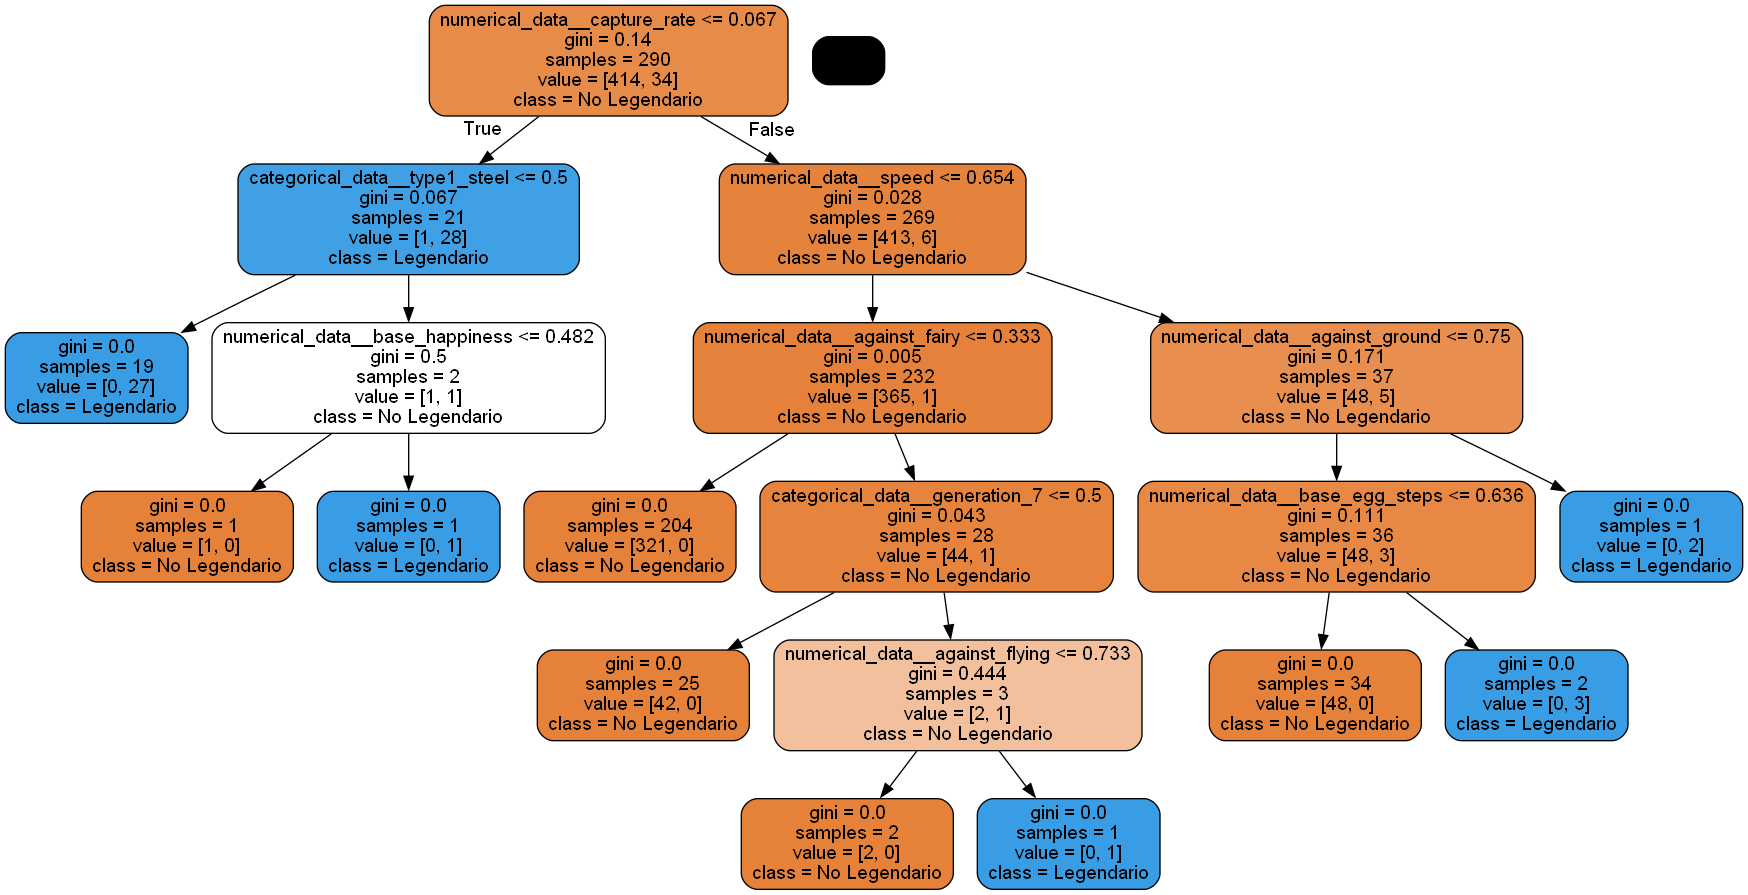 numerical_data__capture_rate <= 0.067
gini = 0.14
samples = 290
value = [414, 34]
class = No Legendario
True
False
categorical_data__type1_steel <= 0.5
gini = 0.067
samples = 21
value = [1, 28]
class = Legendario
numerical_data__speed <= 0.654
gini = 0.028
samples = 269
value = [413, 6]
class = No Legendario
gini = 0.0
samples = 19
value = [0, 27]
class = Legendario
numerical_data__base_happiness <= 0.482
gini = 0.5
samples = 2
value = [1, 1]
class = No Legendario
numerical_data__against_fairy <= 0.333
gini = 0.005
samples = 232
value = [365, 1]
class = No Legendario
numerical_data__against_ground <= 0.75
gini = 0.171
samples = 37
value = [48, 5]
class = No Legendario
gini = 0.0
samples = 1
value = [1, 0]
class = No Legendario
gini = 0.0
samples = 1
value = [0, 1]
class = Legendario
gini = 0.0
samples = 204
value = [321, 0]
class = No Legendario
categorical_data__generation_7 <= 0.5
gini = 0.043
samples = 28
value = [44, 1]
class = No Legendario
numerical_data__base_egg_steps <= 0.636
gini = 0.111
samples = 36
value = [48, 3]
class = No Legendario
gini = 0.0
samples = 1
value = [0, 2]
class = Legendario
gini = 0.0
samples = 25
value = [42, 0]
class = No Legendario
numerical_data__against_flying <= 0.733
gini = 0.444
samples = 3
value = [2, 1]
class = No Legendario
gini = 0.0
samples = 34
value = [48, 0]
class = No Legendario
gini = 0.0
samples = 2
value = [0, 3]
class = Legendario
gini = 0.0
samples = 2
value = [2, 0]
class = No Legendario
gini = 0.0
samples = 1
value = [0, 1]
class = Legendario